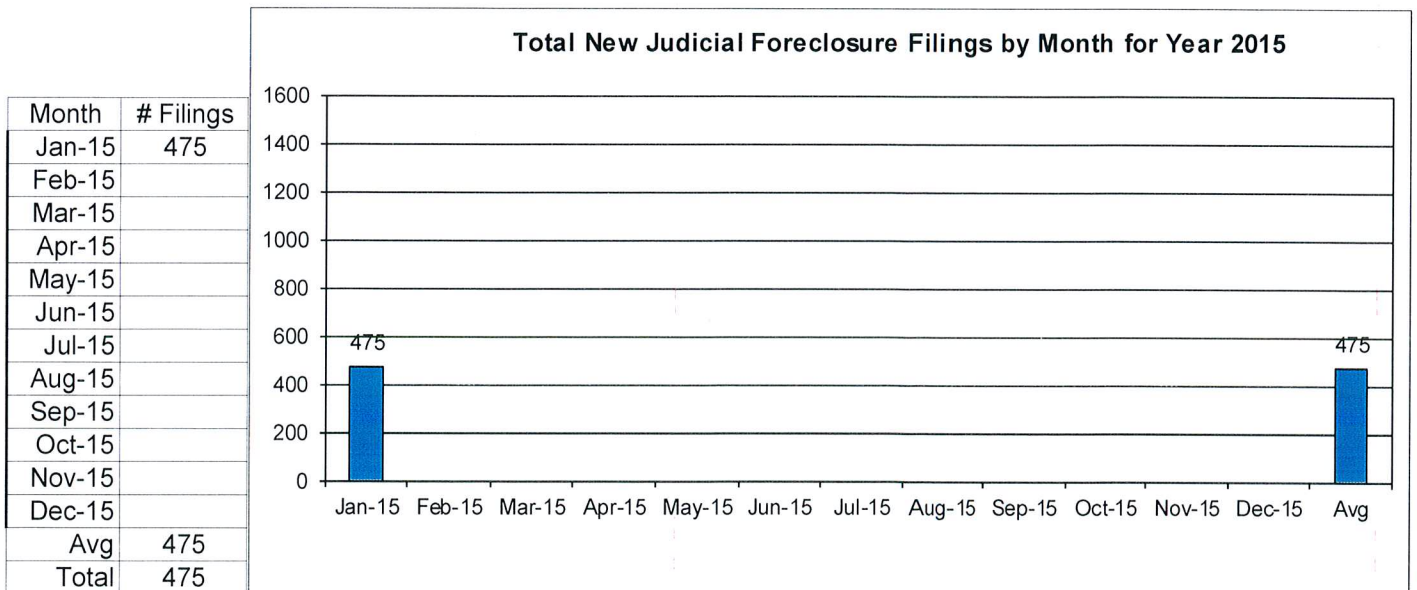 Total New Judicial Foreclosure Filings by Month for Year 2015
Month # Filings
Jan-15 475
Feb-15
Mar-15
Apr-15
May-15
Jun-15
Jul-15
Aug-15
Sep-15
Oct-15
Nov-15
Dec-15
Avg 475
Total 475
1600
1400
1200
1000
800
600
400
200
0
475
475
Jan-15 Feb-15 Mar-15 Apr-15 May-15 Jun-15 Jul-15 Aug-15 Sep-15 Oct-15 Nov-15 Dec-15 Avg